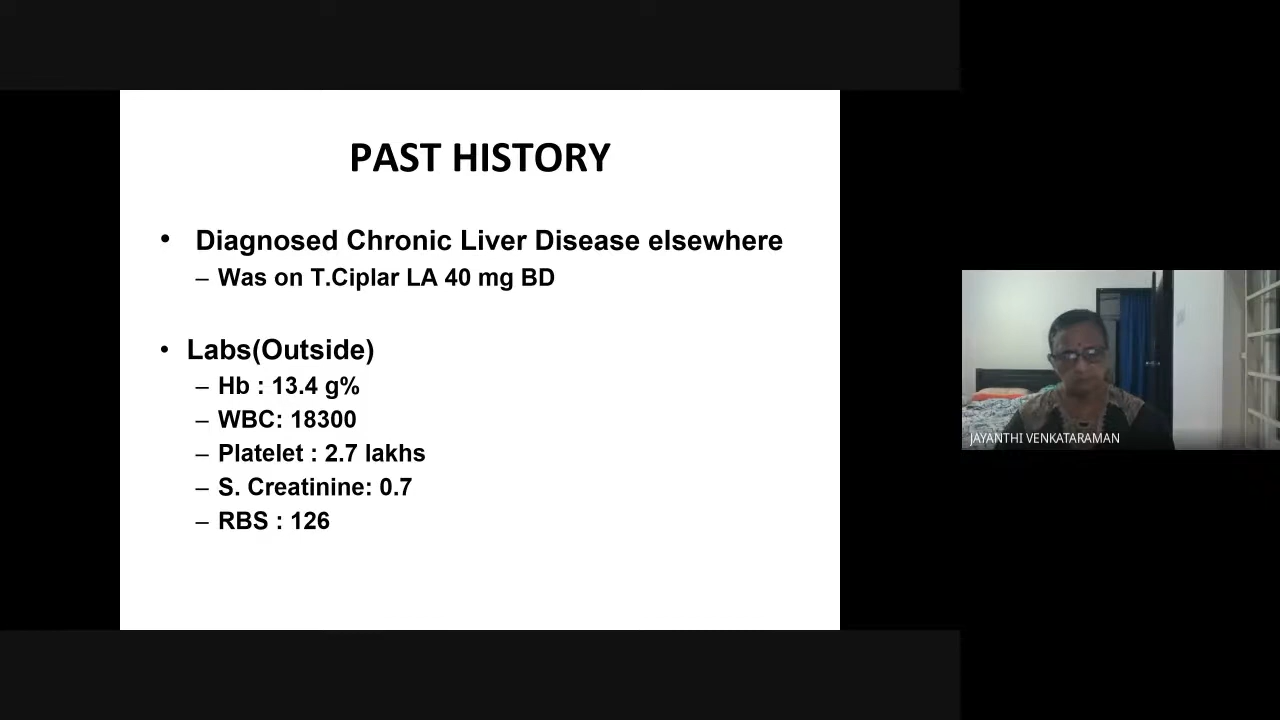 PAST HISTORY
• Diagnosed Chronic Liver Disease elsewhere
– Was on T.Ciplar LA 40 mg BD
• Labs(Outside)
– Hb : 13.4 g%
– WBC: 18300
– Platelet : 2.7 lakhs
– S. Creatinine: 0.7
– RBS : 126
JAYANTHI VENKATARAMAN